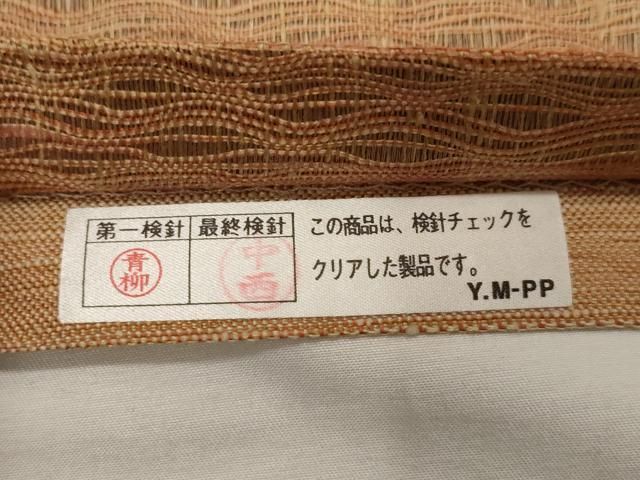 第一検針 最終検針
青柳
中西
この商品は、検針チェックを
クリアした製品です。
Y.M-PP